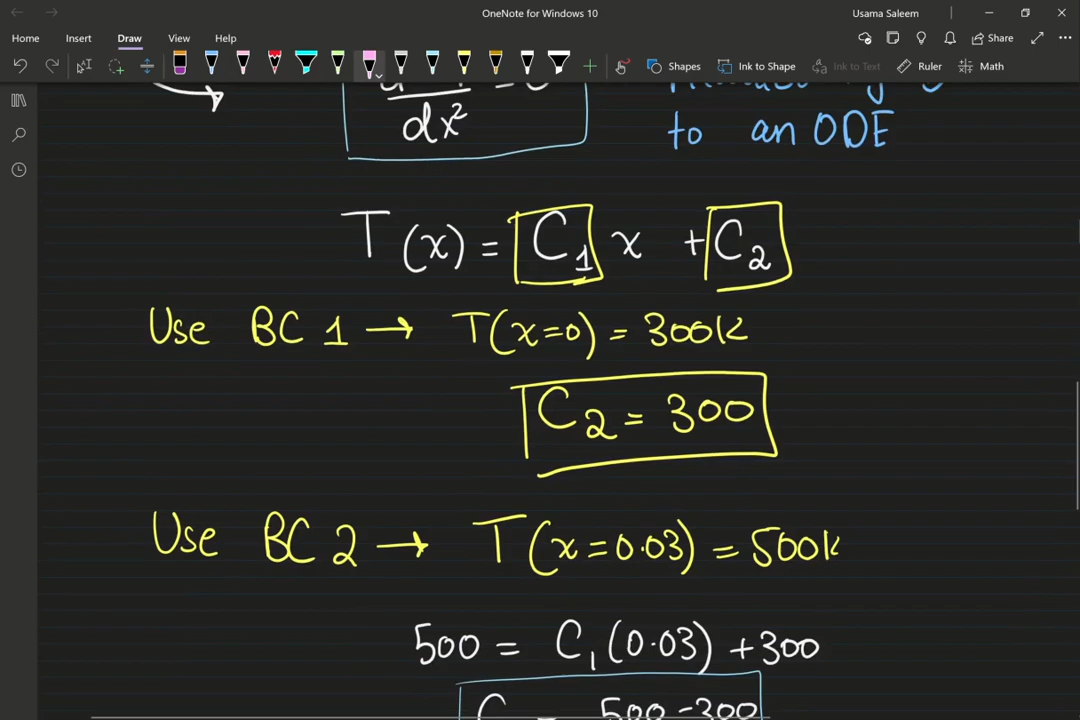 OneNote for Windows 10
Usama Saleem
Home Insert Draw View Help
Share
Shapes Ink to Shape Ink to Text Ruler Math
dx²
to an ODE
T(x) = C₁ x + C₂
Use BC 1 → T(x=0) = 300K
C₂ = 300
Use BC 2 → T(x=0.03) = 500K
500 = C₁(0.03) + 300
500 - 300